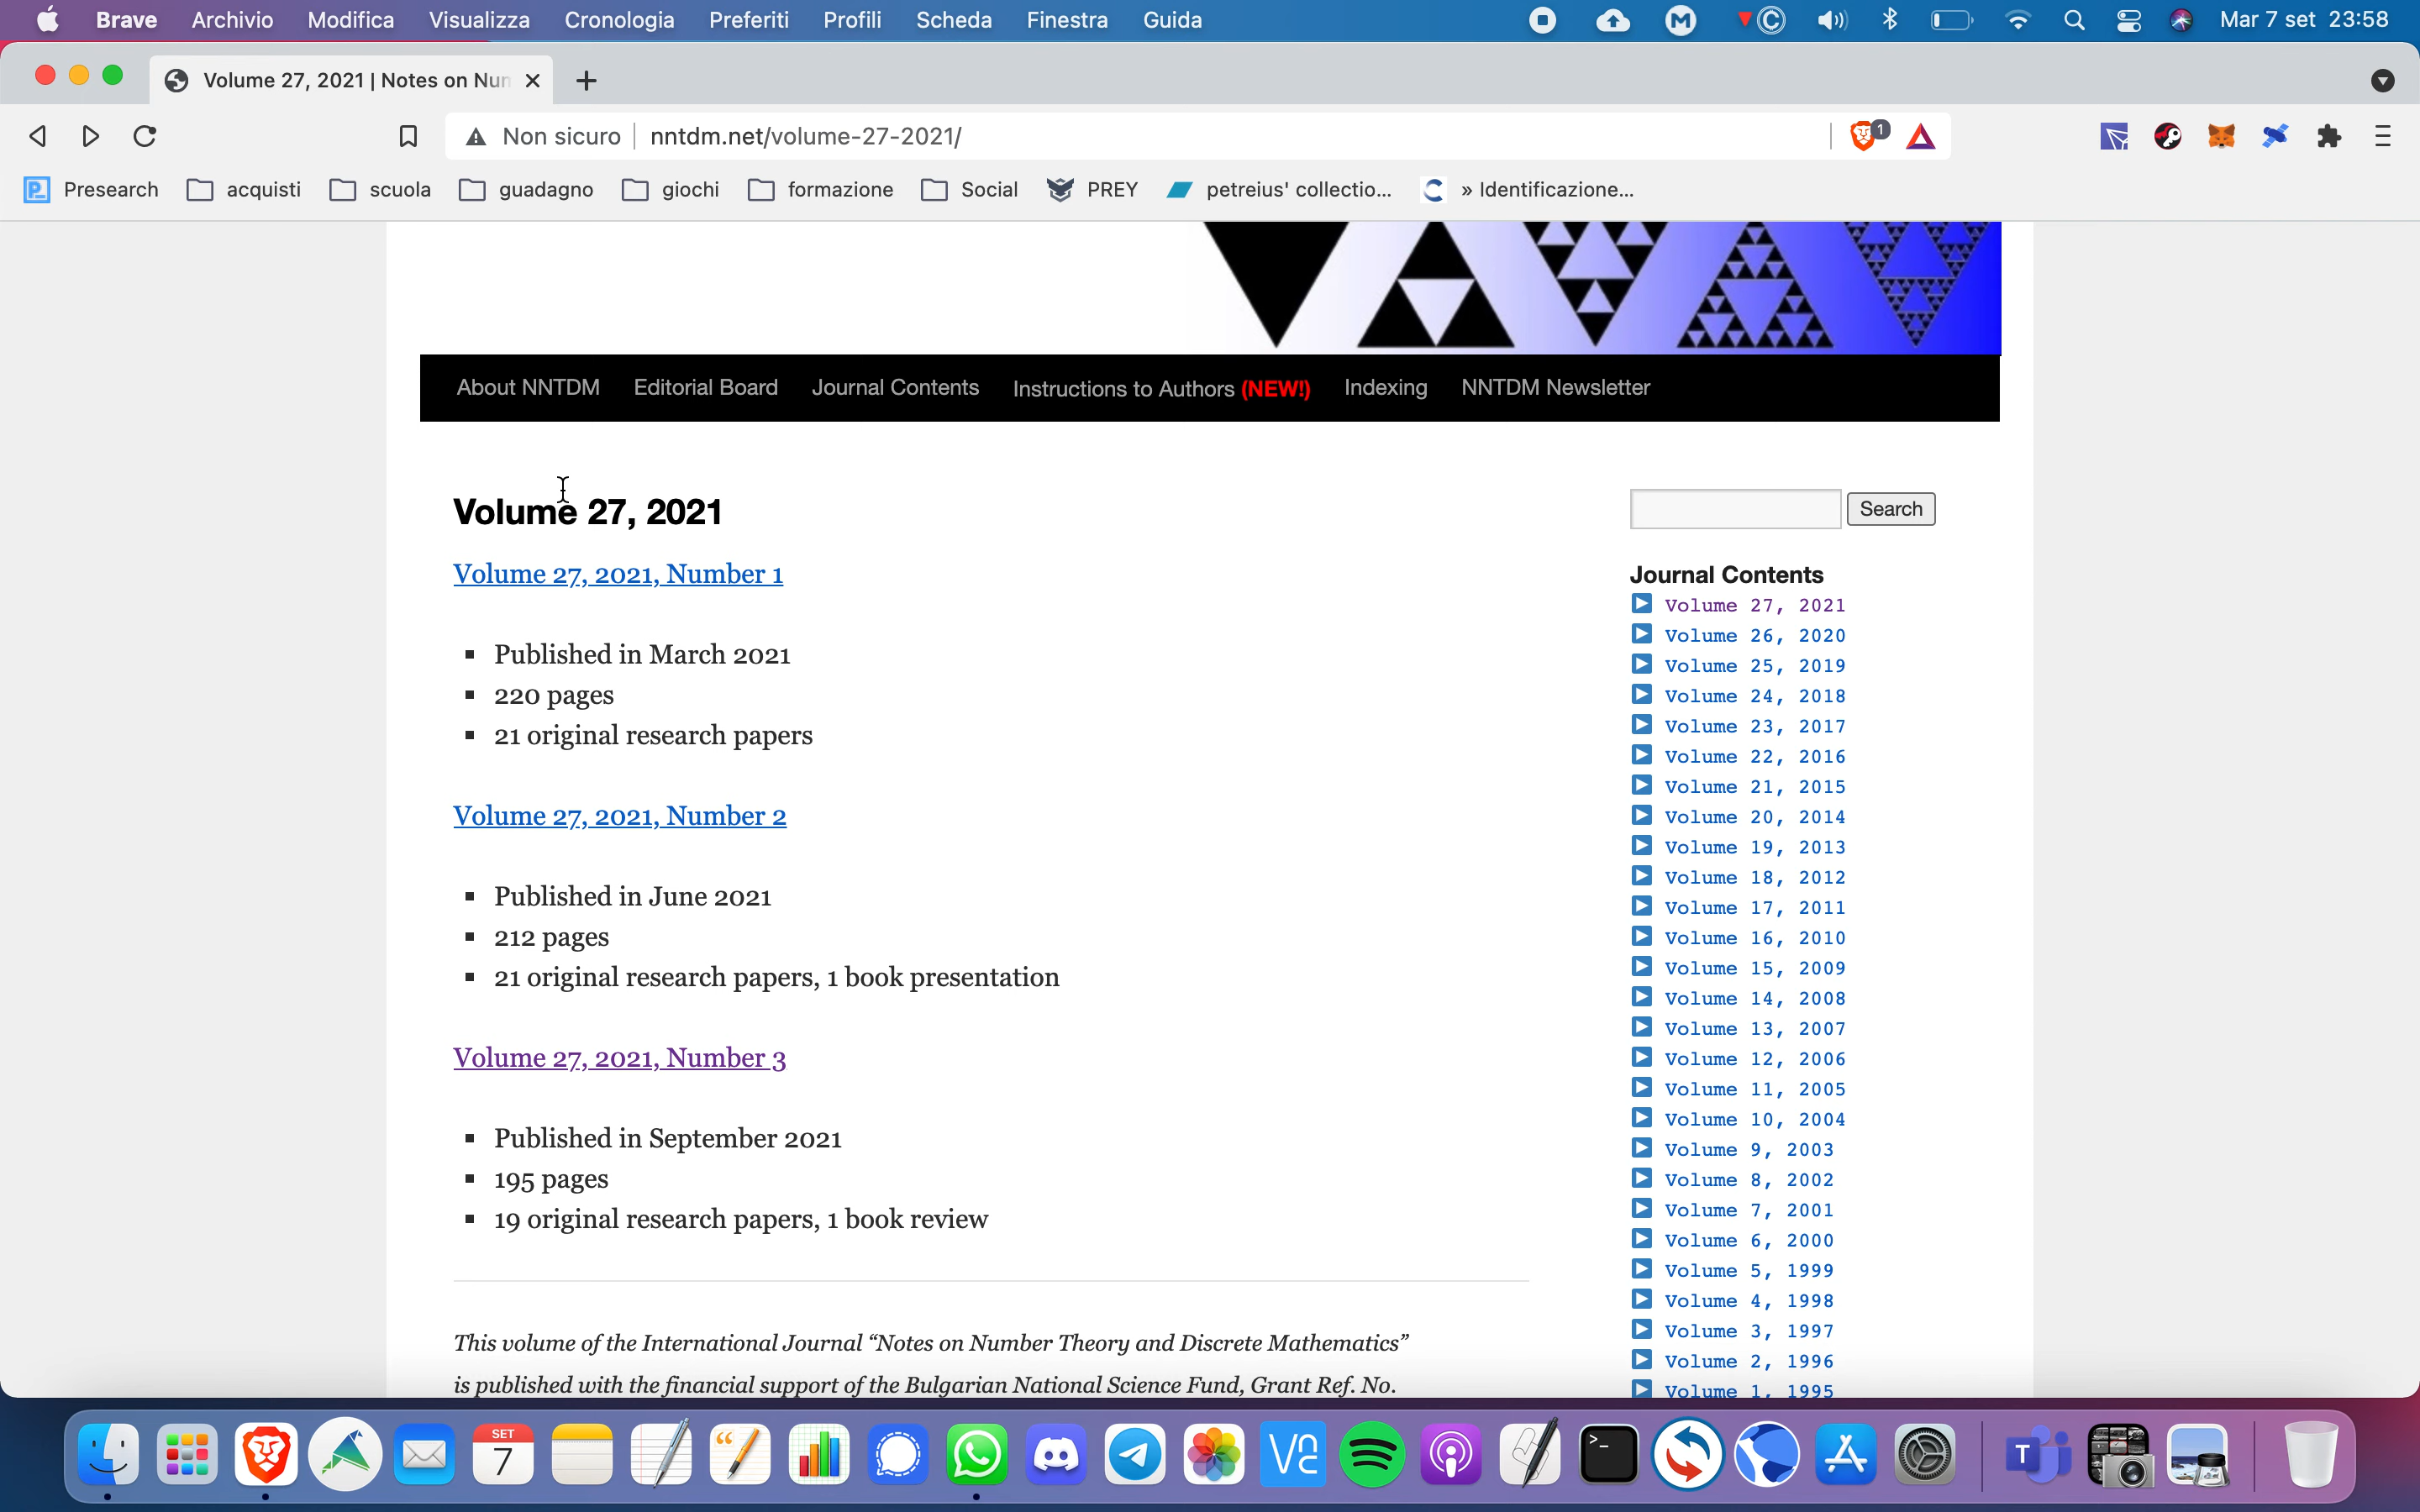 Brave Archivio Modifica Visualizza Cronologia Preferiti Profili Scheda Finestra Guida Mar 7 set 23:58
Volume 27, 2021 | Notes on Nun
Non sicuro nntdm.net/volume-27-2021/ 1
Presearch acquisti scuola guadagno giochi formazione Social PREY petreius' collectio... » Identificazione...
About NNTDM Editorial Board Journal Contents Instructions to Authors (NEW!) Indexing NNTDM Newsletter
Volume 27, 2021
Volume 27, 2021, Number 1
Published in March 2021
220 pages
21 original research papers
Volume 27, 2021, Number 2
Published in June 2021
212 pages
21 original research papers, 1 book presentation
Volume 27, 2021, Number 3
Published in September 2021
195 pages
19 original research papers, 1 book review
This volume of the International Journal “Notes on Number Theory and Discrete Mathematics”
is published with the financial support of the Bulgarian National Science Fund, Grant Ref. No.
Search
Journal Contents
Volume 27, 2021
Volume 26, 2020
Volume 25, 2019
Volume 24, 2018
Volume 23, 2017
Volume 22, 2016
Volume 21, 2015
Volume 20, 2014
Volume 19, 2013
Volume 18, 2012
Volume 17, 2011
Volume 16, 2010
Volume 15, 2009
Volume 14, 2008
Volume 13, 2007
Volume 12, 2006
Volume 11, 2005
Volume 10, 2004
Volume 9, 2003
Volume 8, 2002
Volume 7, 2001
Volume 6, 2000
Volume 5, 1999
Volume 4, 1998
Volume 3, 1997
Volume 2, 1996
Volume 1, 1995
SET
7